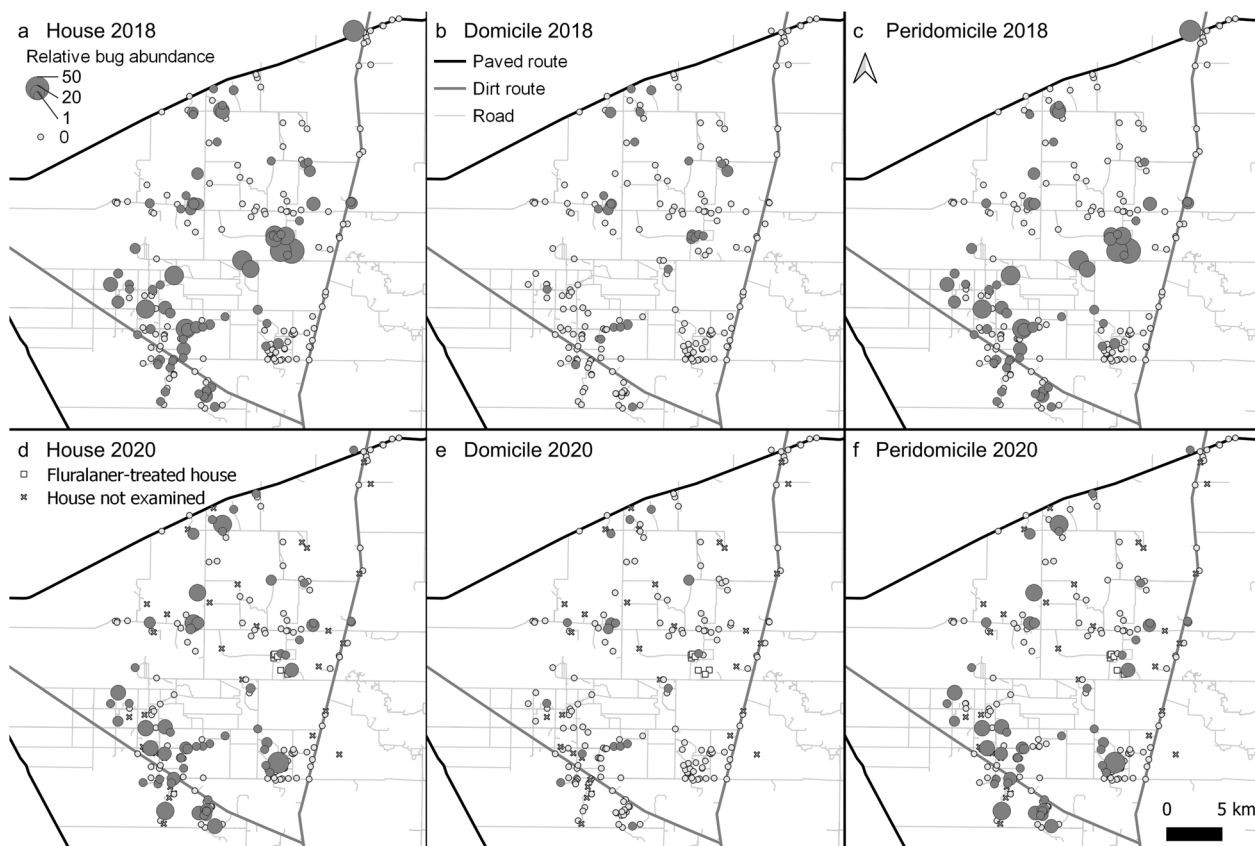 a House 2018
Relative bug abundance
50
20
1
0
b Domicile 2018
Paved route
Dirt route
Road
c Peridomicile 2018
d House 2020
Fluralaner-treated house
House not examined
e Domicile 2020
f Peridomicile 2020
0 5 km